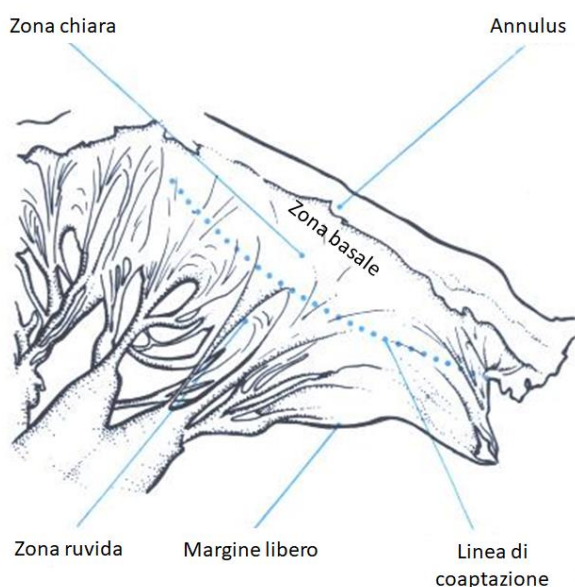 Zona chiara
Annulus
Zona basale
Zona ruvida
Margine libero
Linea di
coaptazione